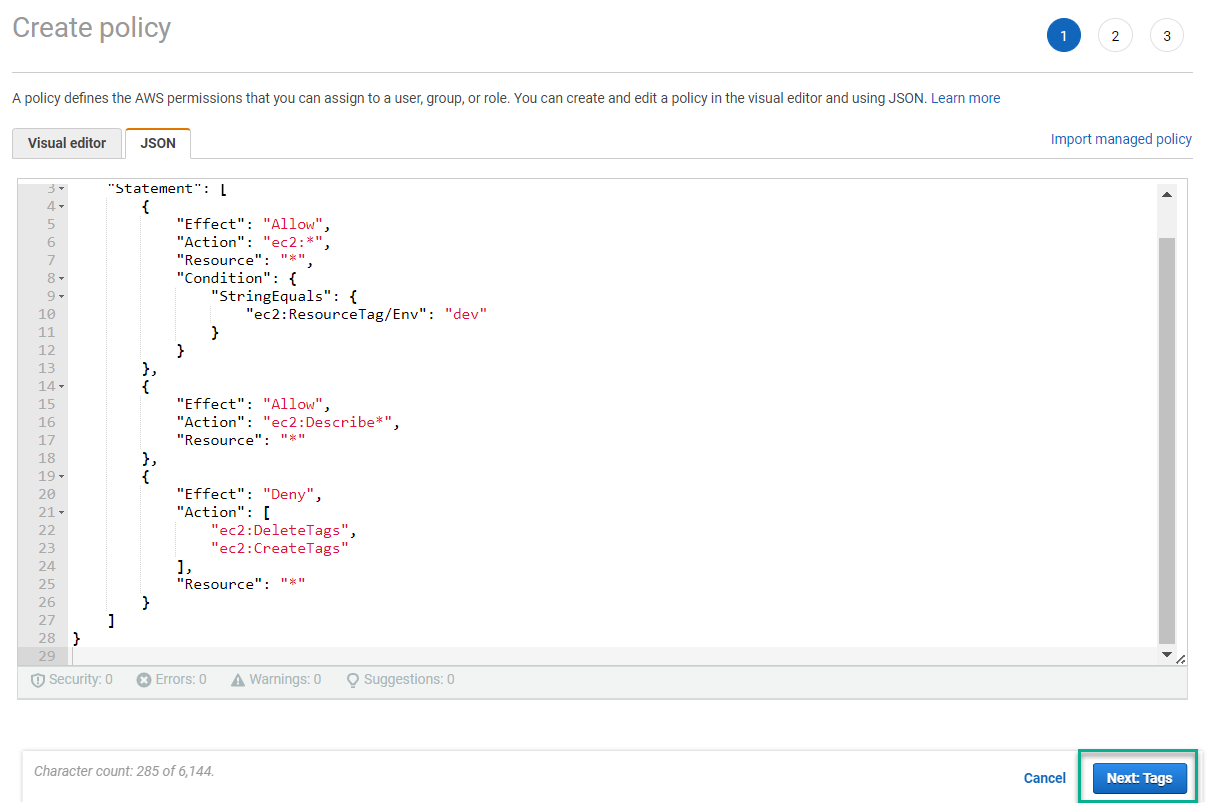 Create policy
1 2 3
A policy defines the AWS permissions that you can assign to a user, group, or role. You can create and edit a policy in the visual editor and using JSON. Learn more
Visual editor JSON
Import managed policy
3 "Statement": [
4 {
5 "Effect": "Allow",
6 "Action": "ec2:*",
7 "Resource": "*",
8 "Condition": {
9 "StringEquals": {
10 "ec2:ResourceTag/Env": "dev"
11 }
12 }
13 },
14 {
15 "Effect": "Allow",
16 "Action": "ec2:Describe*",
17 "Resource": "*"
18 },
19 {
20 "Effect": "Deny",
21 "Action": [
22 "ec2:DeleteTags",
23 "ec2:CreateTags"
24 ],
25 "Resource": "*"
26 }
27 ]
28 }
29
Security: 0 Errors: 0 Warnings: 0 Suggestions: 0
Character count: 285 of 6,144.
Cancel Next: Tags